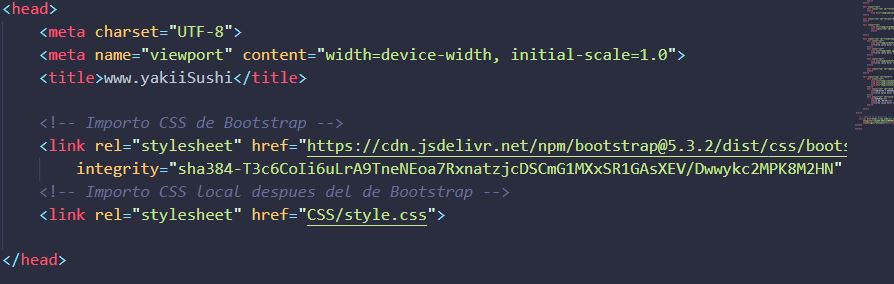 <head>
<meta charset="UTF-8">
<meta name="viewport" content="width=device-width, initial-scale=1.0">
<title>www.yakiiSushi</title>
<!-- Importo CSS de Bootstrap -->
<link rel="stylesheet" href="https://cdn.jsdelivr.net/npm/bootstrap@5.3.2/dist/css/boots
integrity="sha384-T3c6CoIi6uLrA9TneNEoa7RxnatzjcDSCmG1MXxSR1GAsXEV/Dwwykc2MPK8M2HN"
<!-- Importo CSS local despues del de Bootstrap -->
<link rel="stylesheet" href="CSS/style.css">
</head>